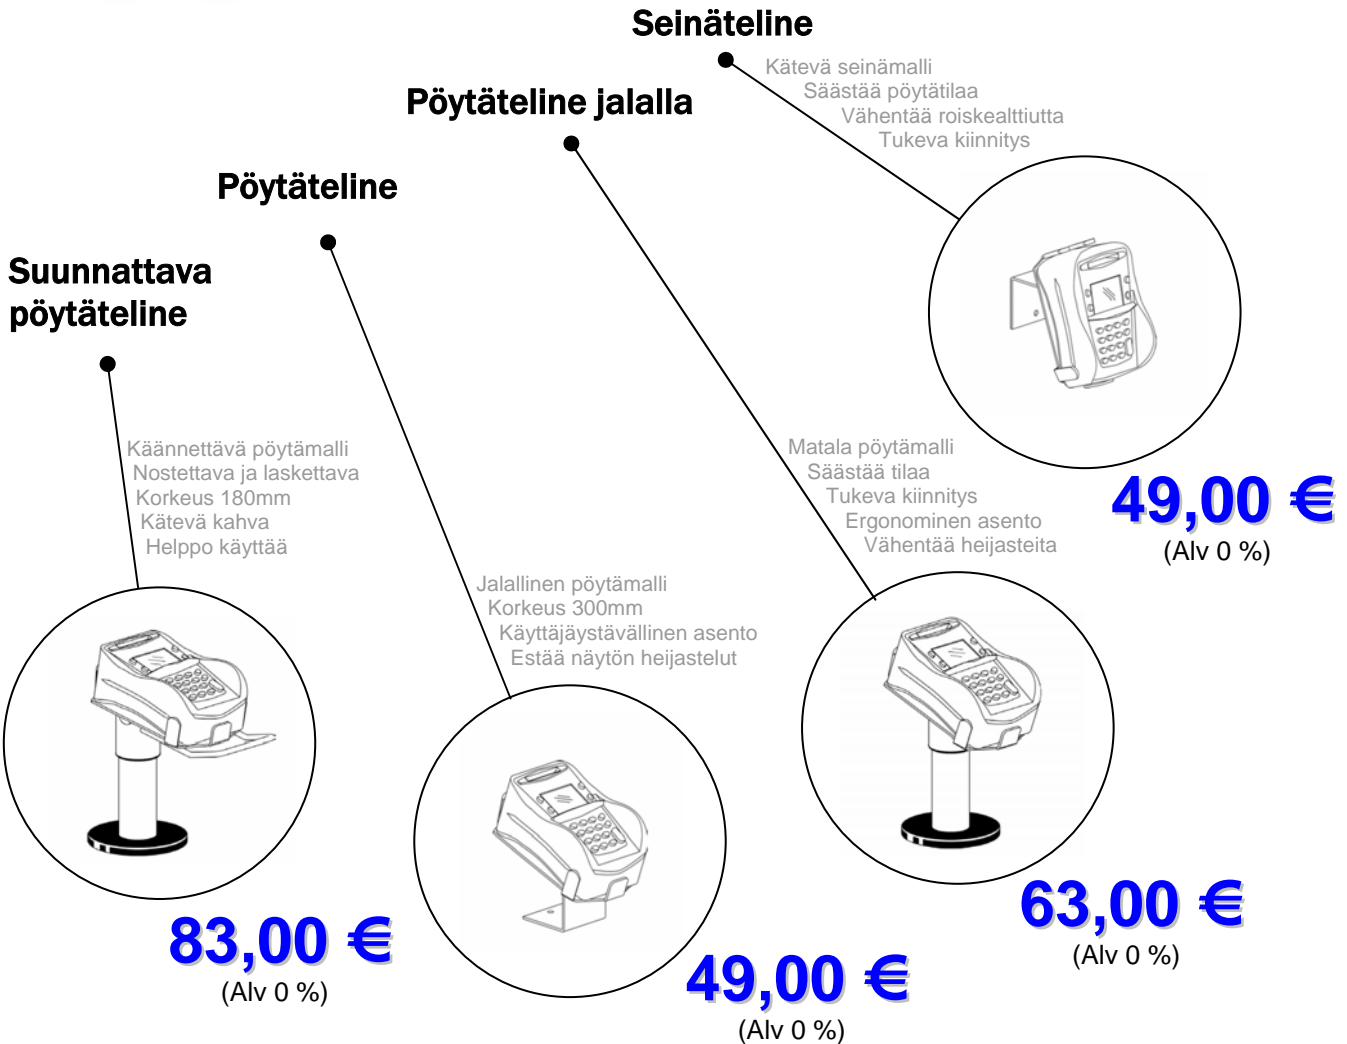 Seinäteline
Kätevä seinämalli
Säästää pöytätilaa
Vähentää roiskealttiutta
Tukeva kiinnitys
49,00 €
(Alv 0 %)
Pöytäteline jalalla
Matala pöytämalli
Säästää tilaa
Tukeva kiinnitys
Ergonominen asento
Vähentää heijasteita
63,00 €
(Alv 0 %)
Pöytäteline
Jalallinen pöytämalli
Korkeus 300mm
Käyttäjäystävällinen asento
Estää näytön heijastelut
49,00 €
(Alv 0 %)
Suunnattava
pöytäteline
Käännettävä pöytämalli
Nostettava ja laskettava
Korkeus 180mm
Kätevä kahva
Helppo käyttää
83,00 €
(Alv 0 %)